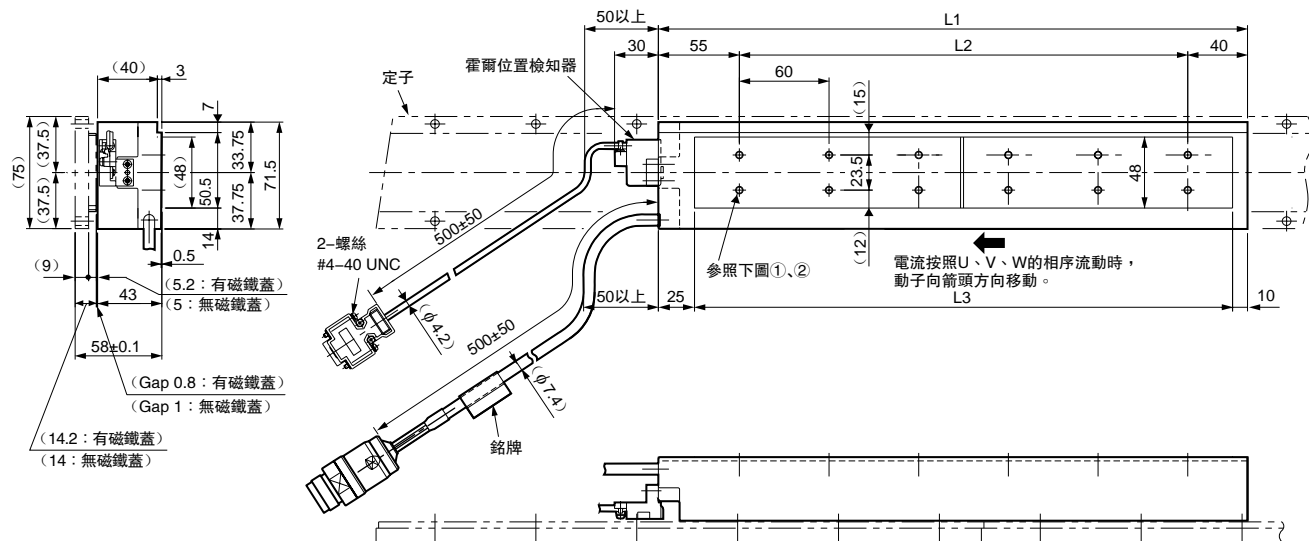 50以上
L1
30
55
L2
40
60
霍爾位置檢知器
定子
(15)
23.5
48
(12)
(40)
3
7
(75)
(37.5)
(37.5)
(48)
50.5
33.75
37.75
71.5
14
0.5
(9)
43
(5.2：有磁鐵蓋)
(5：無磁鐵蓋)
58±0.1
(Gap 0.8：有磁鐵蓋)
(Gap 1：無磁鐵蓋)
(14.2：有磁鐵蓋)
(14：無磁鐵蓋)
500±50
2-螺絲
#4-40 UNC
(φ4.2)
500±50
(φ7.4)
銘牌
參照下圖①、②
電流按照U、V、W的相序流動時，
動子向箭頭方向移動。
50以上
25
L3
10